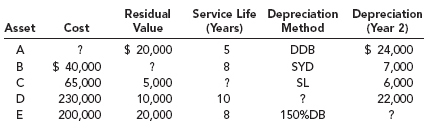 Residual Service Life Depreciation Depreciation
Asset Cost Value (Years) Method (Year 2)
A ? $ 20,000 5 DDB $ 24,000
B $ 40,000 ? 8 SYD 7,000
C 65,000 5,000 ? SL 6,000
D 230,000 10,000 10 ? 22,000
E 200,000 20,000 8 150%DB ?